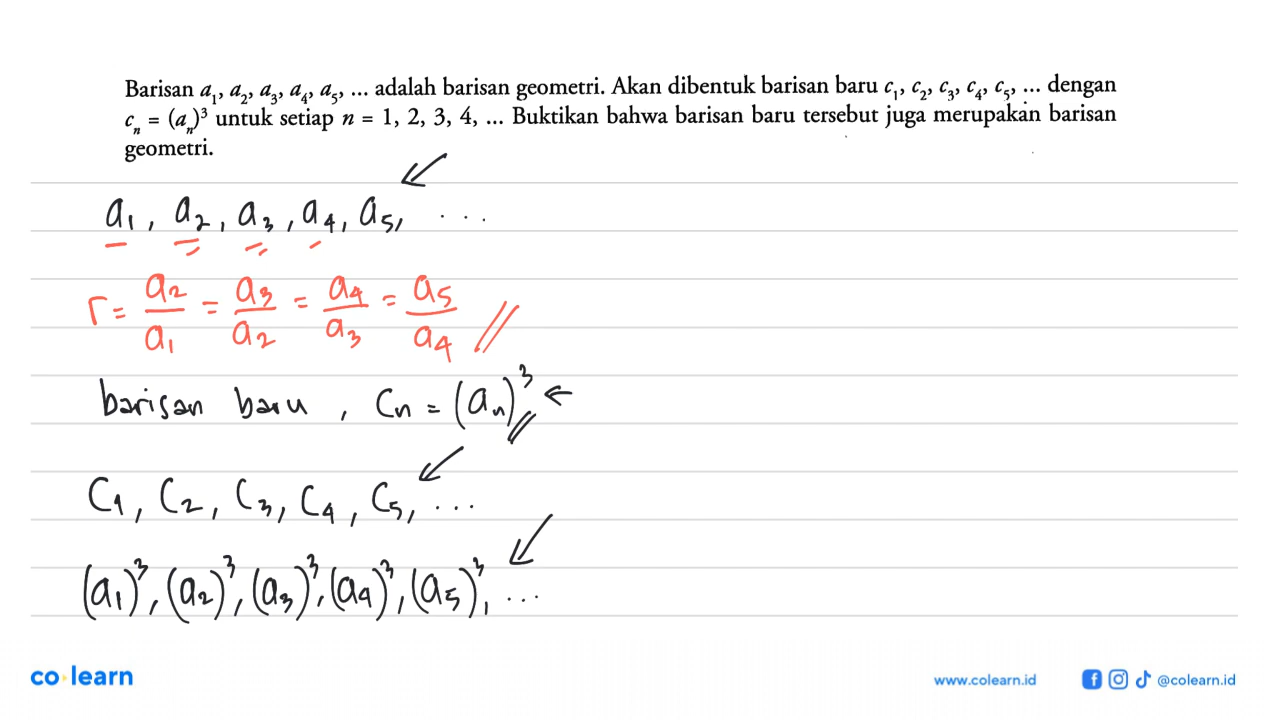 Barisan a₁, a₂, a₃, a₄, a₅, ... adalah barisan geometri. Akan dibentuk barisan baru c₁, c₂, c₃, c₄, c₅, ... dengan
cₙ = (aₙ)³ untuk setiap n = 1, 2, 3, 4, ... Buktikan bahwa barisan baru tersebut juga merupakan barisan
geometri.
a₁, a₂, a₃, a₄, a₅, ...
r = a₂/a₁ = a₃/a₂ = a₄/a₃ = a₅/a₄ //
barisan baru, Cₙ = (aₙ)³ ←
C₁, C₂, C₃, C₄, C₅, ...
(a₁)³, (a₂)³, (a₃)³, (a₄)³, (a₅)³, ...
co·learn
www.colearn.id
@colearn.id